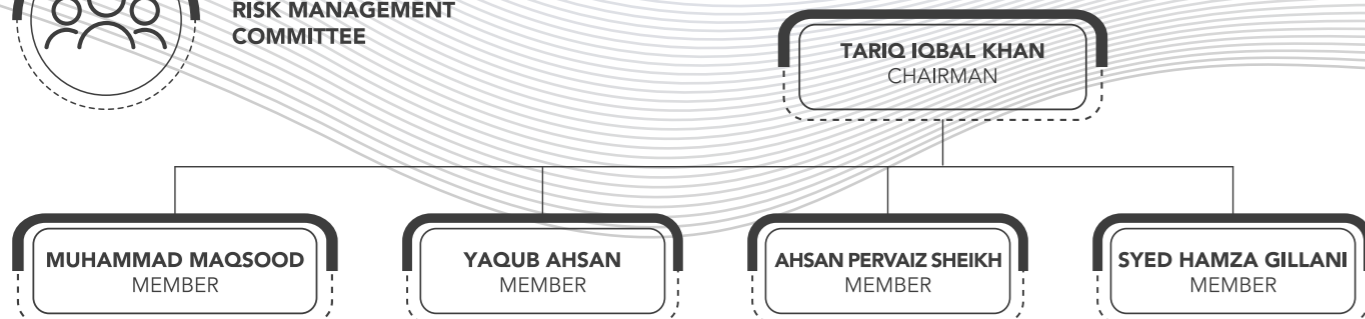 RISK MANAGEMENT
COMMITTEE
TARIQ IQBAL KHAN
CHAIRMAN
MUHAMMAD MAQSOOD
MEMBER
YAQUB AHSAN
MEMBER
AHSAN PERVAIZ SHEIKH
MEMBER
SYED HAMZA GILLANI
MEMBER